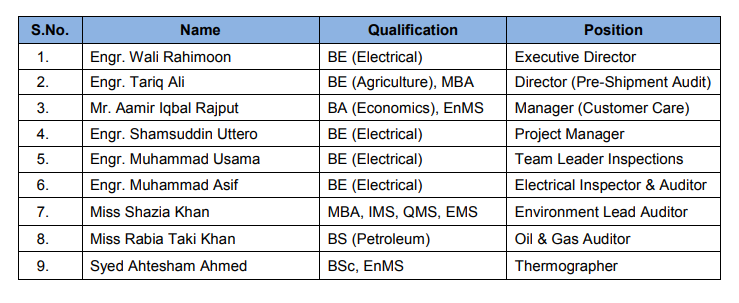 S.No. Name Qualification Position
1. Engr. Wali Rahimoon BE (Electrical) Executive Director
2. Engr. Tariq Ali BE (Agriculture), MBA Director (Pre-Shipment Audit)
3. Mr. Aamir Iqbal Rajput BA (Economics), EnMS Manager (Customer Care)
4. Engr. Shamsuddin Uttero BE (Electrical) Project Manager
5. Engr. Muhammad Usama BE (Electrical) Team Leader Inspections
6. Engr. Muhammad Asif BE (Electrical) Electrical Inspector & Auditor
7. Miss Shazia Khan MBA, IMS, QMS, EMS Environment Lead Auditor
8. Miss Rabia Taki Khan BS (Petroleum) Oil & Gas Auditor
9. Syed Ahtesham Ahmed BSc, EnMS Thermographer